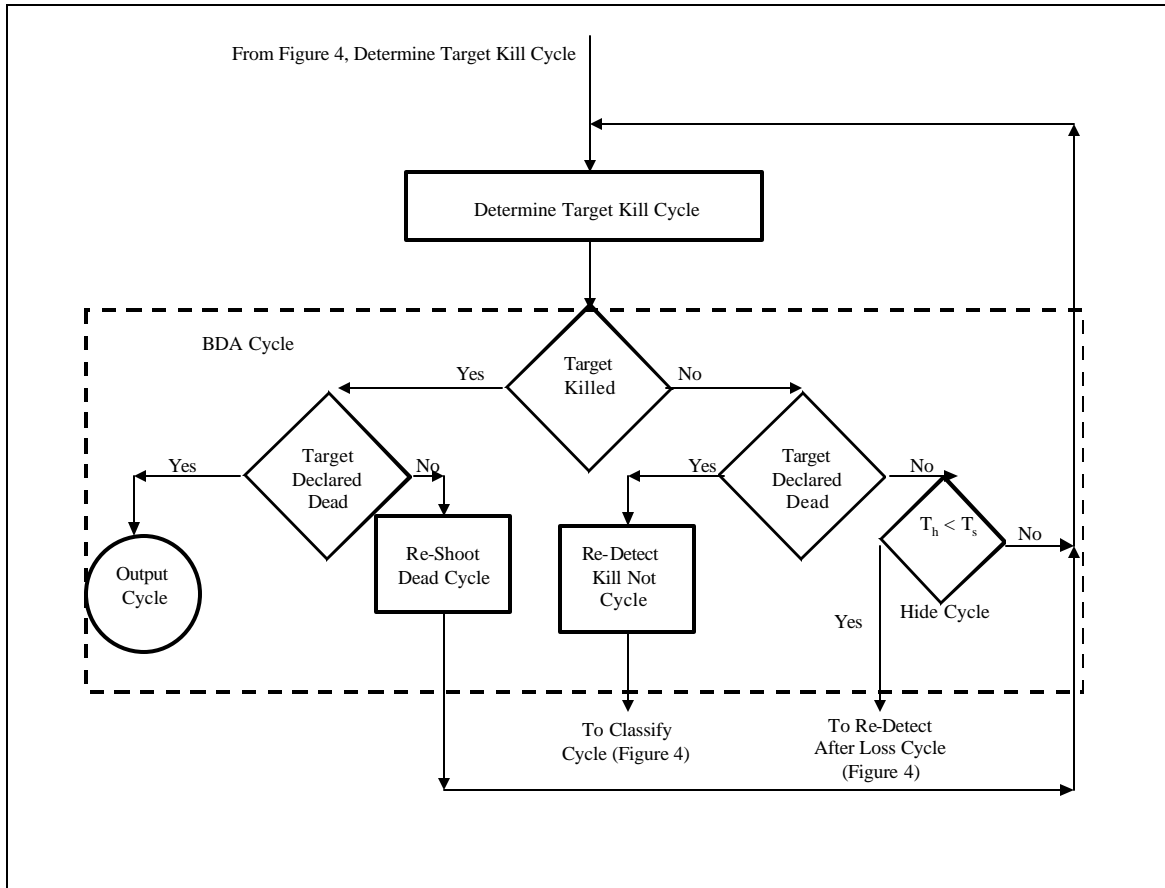 From Figure 4, Determine Target Kill Cycle
Determine Target Kill Cycle
BDA Cycle
Target
Killed
Yes
No
Target
Declared
Dead
Yes
No
Target
Declared
Dead
Yes
No
Output
Cycle
Re-Shoot
Dead Cycle
Re-Detect
Kill Not
Cycle
Th < Ts
No
Yes
Hide Cycle
To Classify
Cycle (Figure 4)
To Re-Detect
After Loss Cycle
(Figure 4)